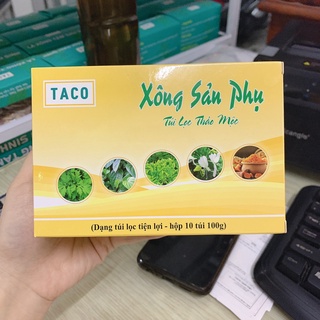 TACO
Xông Sản Phụ
Túi Lọc Thảo Mộc
(Dạng túi lọc tiện lợi - hộp 10 túi 100g)